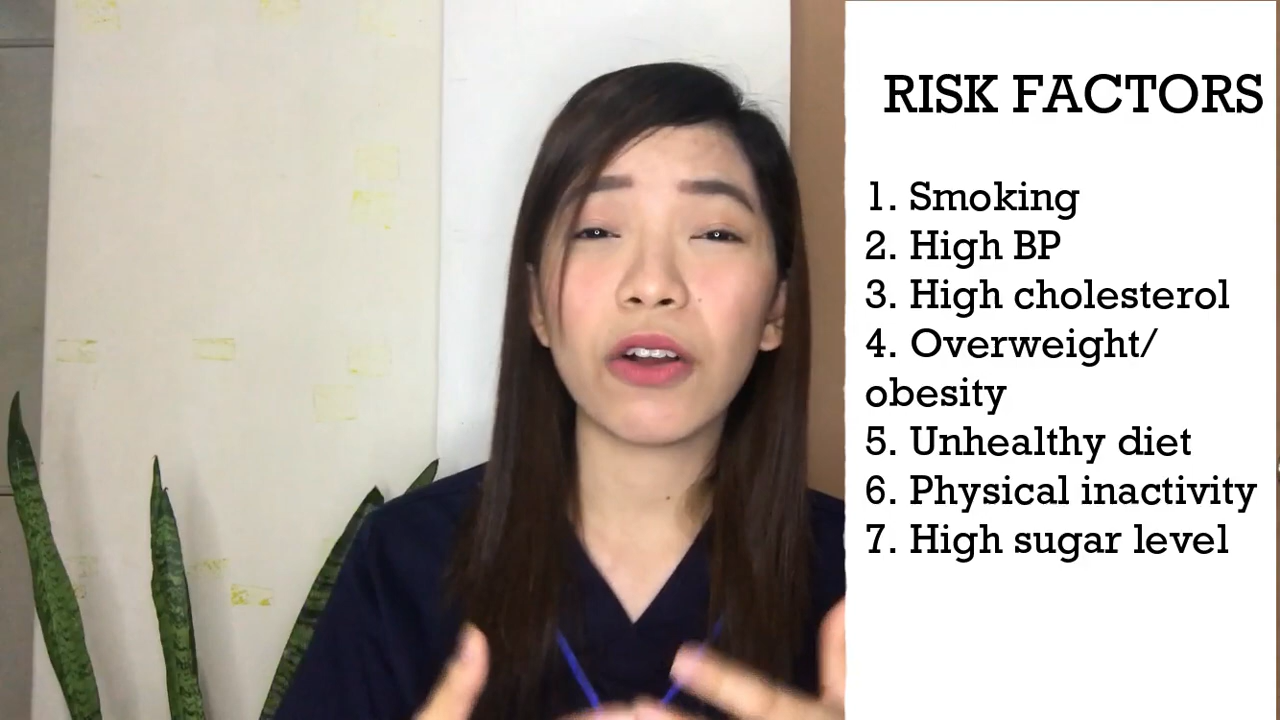 RISK FACTORS
1. Smoking
2. High BP
3. High cholesterol
4. Overweight/
obesity
5. Unhealthy diet
6. Physical inactivity
7. High sugar level